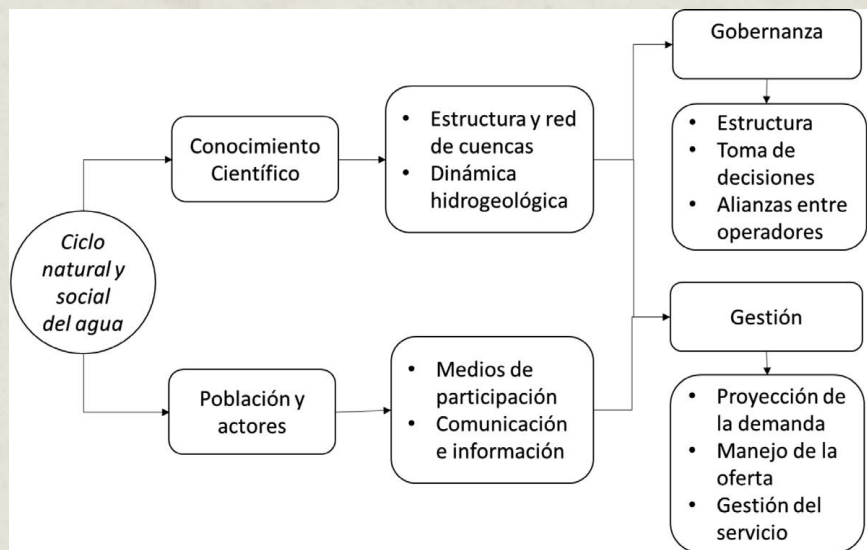 Ciclo
natural y
social
del agua
Conocimiento
Científico
• Estructura y red
de cuencas
• Dinámica
hidrogeológica
Gobernanza
• Estructura
• Toma de
decisiones
• Alianzas entre
operadores
Población y
actores
• Medios de
participación
• Comunicación
e información
Gestión
• Proyección de
la demanda
• Manejo de la
oferta
• Gestión del
servicio